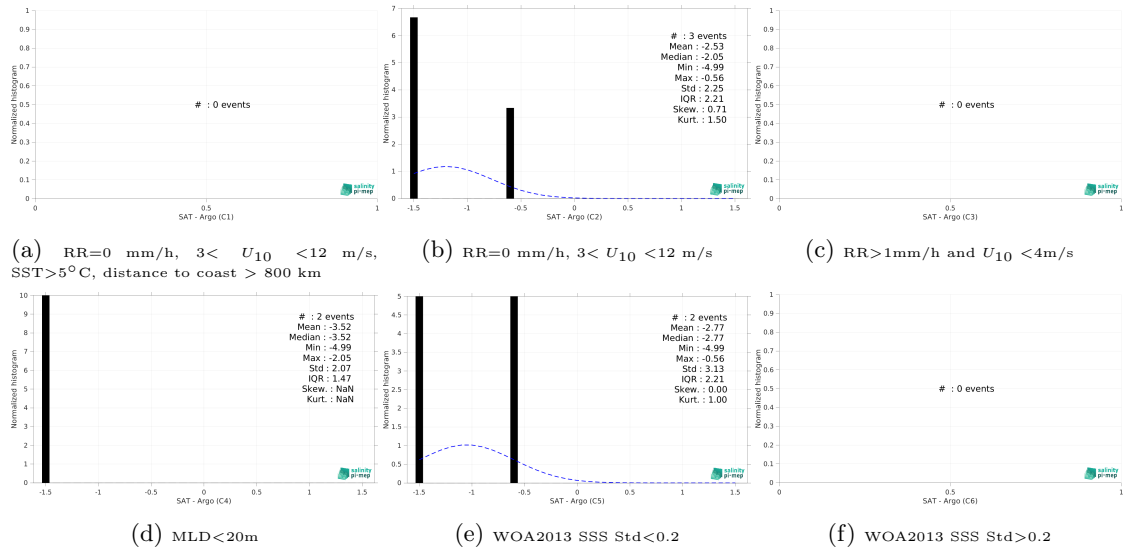 1
0.9
0.8
0.7
0.6
0.5
0.4
0.3
0.2
0.1
0
Normalized histogram
# : 0 events
salinity
pi-mep
0 0.5 1
SAT - Argo (C1)
(a) RR=0 mm/h, 3< U10 <12 m/s,
SST>5°C, distance to coast > 800 km
7
6
5
4
3
2
1
0
Normalized histogram
# : 3 events
Mean : -2.53
Median : -2.05
Min : -4.99
Max : -0.56
Std : 2.25
IQR : 2.21
Skew. : 0.71
Kurt. : 1.50
salinity
pi-mep
-1.5 -1 -0.5 0 0.5 1 1.5
SAT - Argo (C2)
(b) RR=0 mm/h, 3< U10 <12 m/s
1
0.9
0.8
0.7
0.6
0.5
0.4
0.3
0.2
0.1
0
Normalized histogram
# : 0 events
salinity
pi-mep
0 0.5 1
SAT - Argo (C3)
(c) RR>1mm/h and U10 <4m/s
10
9
8
7
6
5
4
3
2
1
0
Normalized histogram
# : 2 events
Mean : -3.52
Median : -3.52
Min : -4.99
Max : -2.05
Std : 2.07
IQR : 1.47
Skew. : NaN
Kurt. : NaN
salinity
pi-mep
-1.5 -1 -0.5 0 0.5 1 1.5
SAT - Argo (C4)
(d) MLD<20m
5
4.5
4
3.5
3
2.5
2
1.5
1
0.5
0
Normalized histogram
# : 2 events
Mean : -2.77
Median : -2.77
Min : -4.99
Max : -0.56
Std : 3.13
IQR : 2.21
Skew. : 0.00
Kurt. : 1.00
salinity
pi-mep
-1.5 -1 -0.5 0 0.5 1 1.5
SAT - Argo (C5)
(e) WOA2013 SSS Std<0.2
1
0.9
0.8
0.7
0.6
0.5
0.4
0.3
0.2
0.1
0
Normalized histogram
# : 0 events
salinity
pi-mep
0 0.5 1
SAT - Argo (C6)
(f) WOA2013 SSS Std>0.2